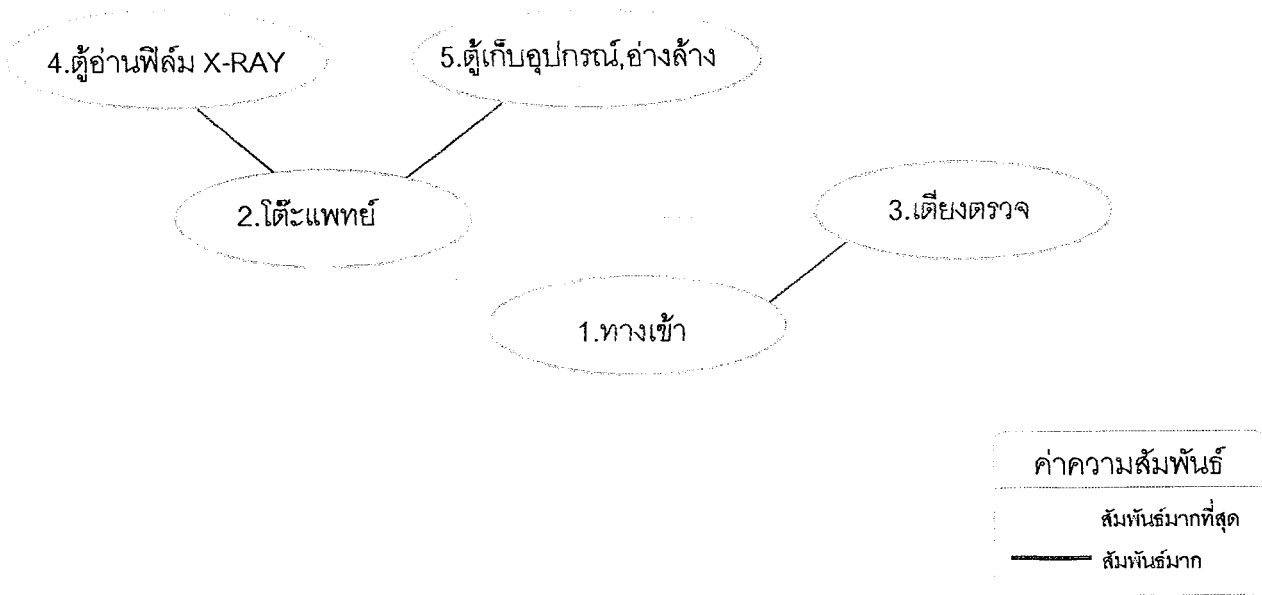 4.ตู้อ่านฟิล์ม X-RAY
5.ตู้เก็บอุปกรณ์,อ่างล้าง
2.โต๊ะแพทย์
3.เตียงตรวจ
1.ทางเข้า
ค่าความสัมพันธ์
สัมพันธ์มากที่สุด
สัมพันธ์มาก